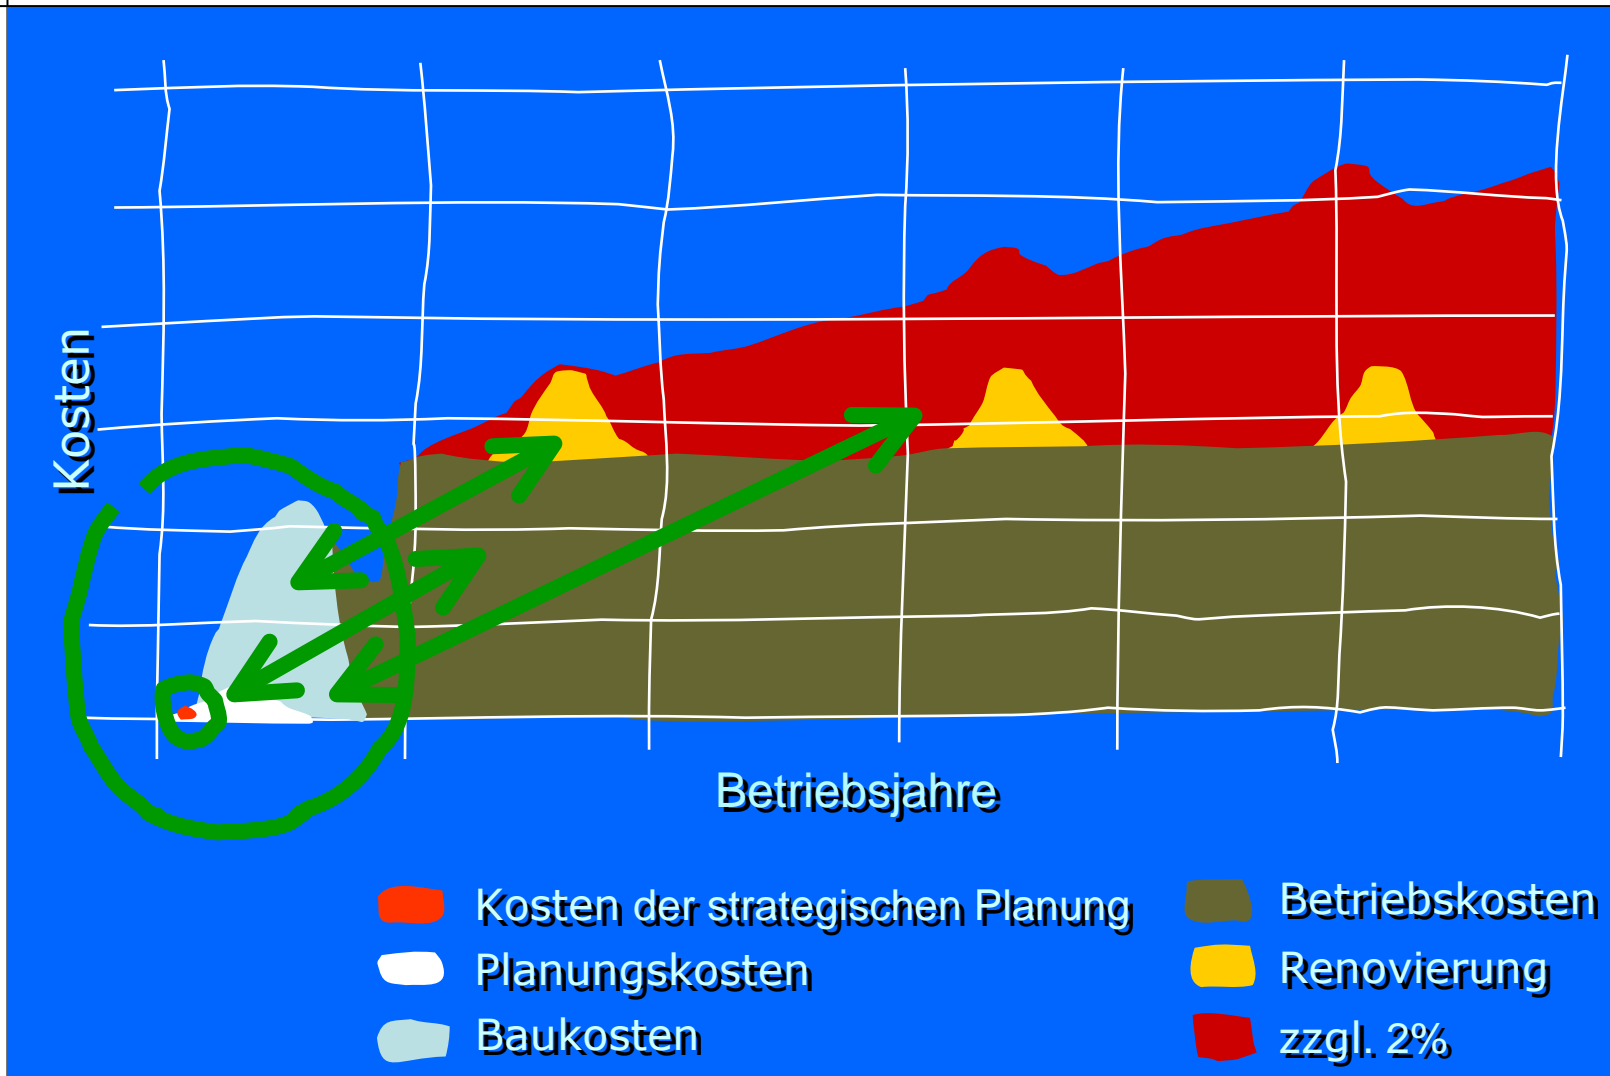 Kosten
Betriebsjahre
Kosten der strategischen Planung
Planungskosten
Baukosten
Betriebskosten
Renovierung
zzgl. 2%